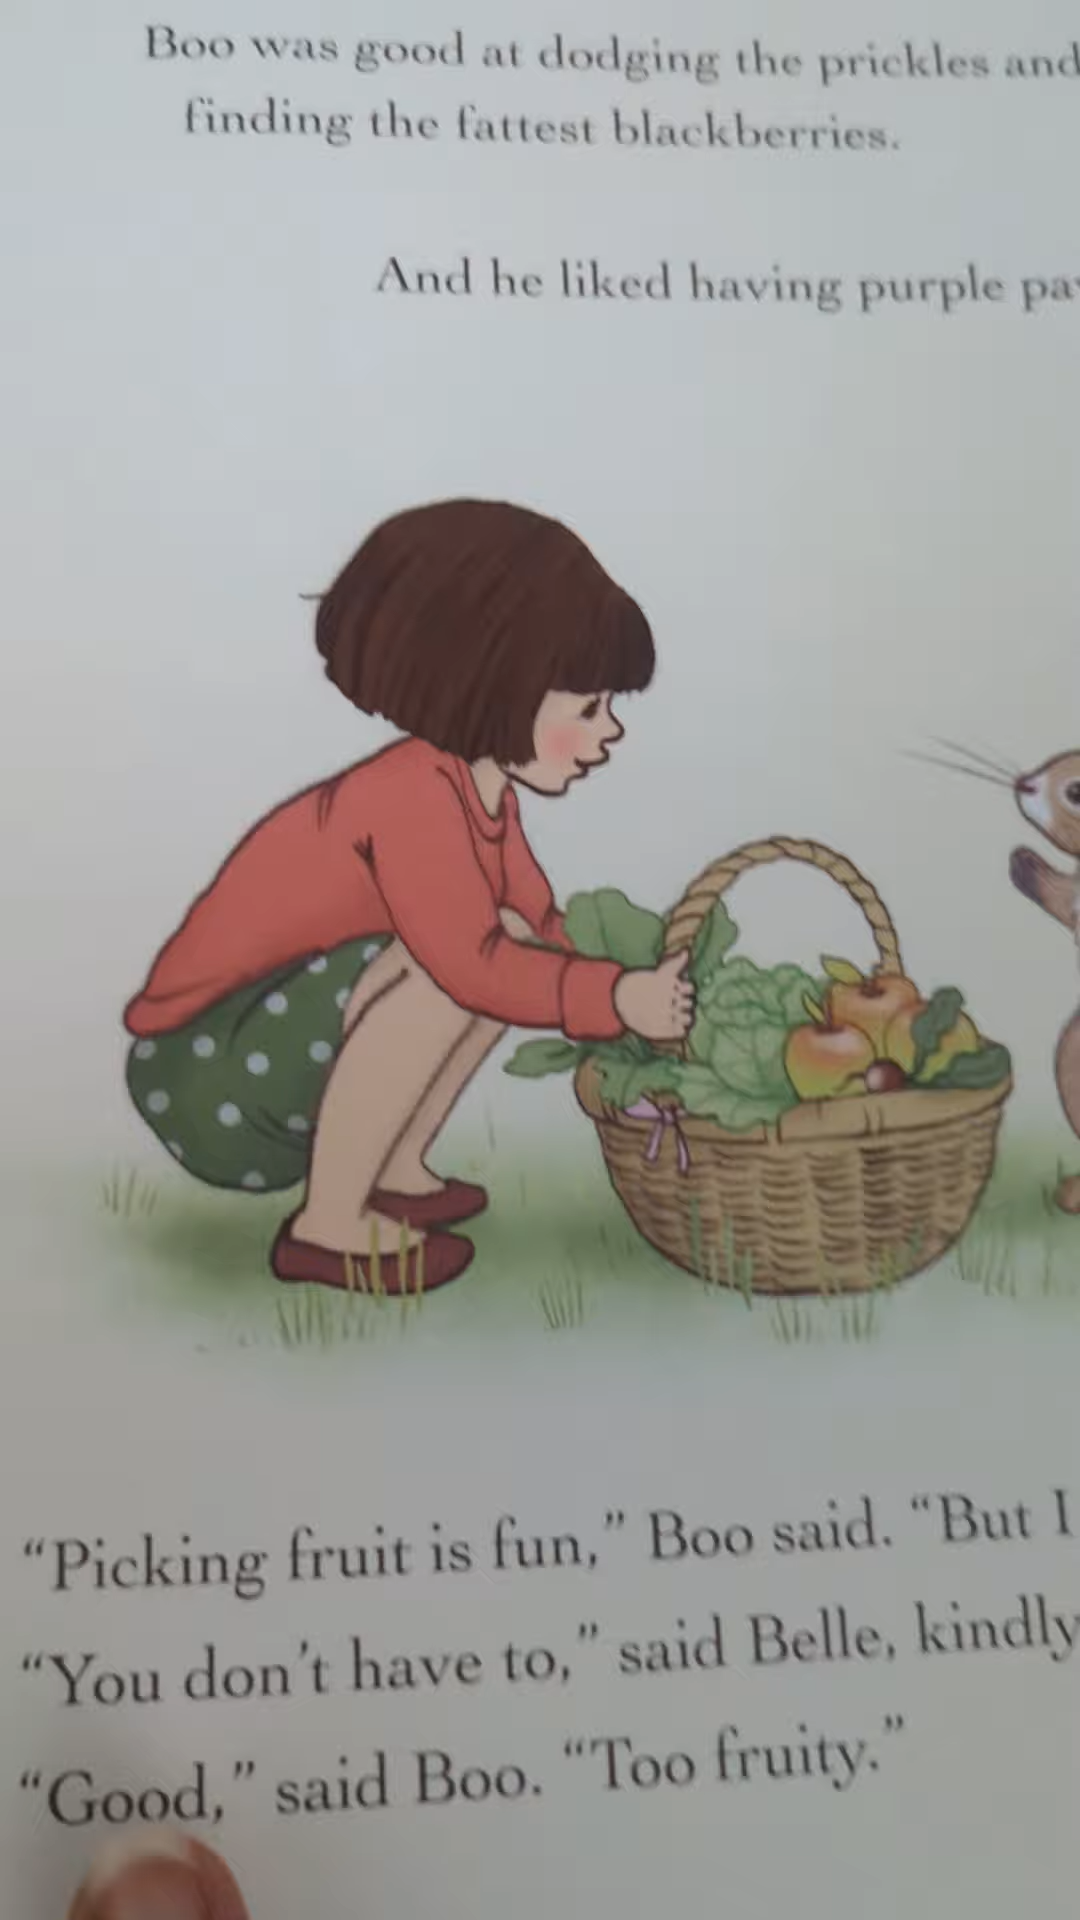 Boo was good at dodging the prickles and
finding the fattest blackberries.
And he liked having purple
“Picking fruit is fun,” Boo said. “But I
“You don’t have to,” said Belle, kindly
“Good,” said Boo. “Too fruity.”